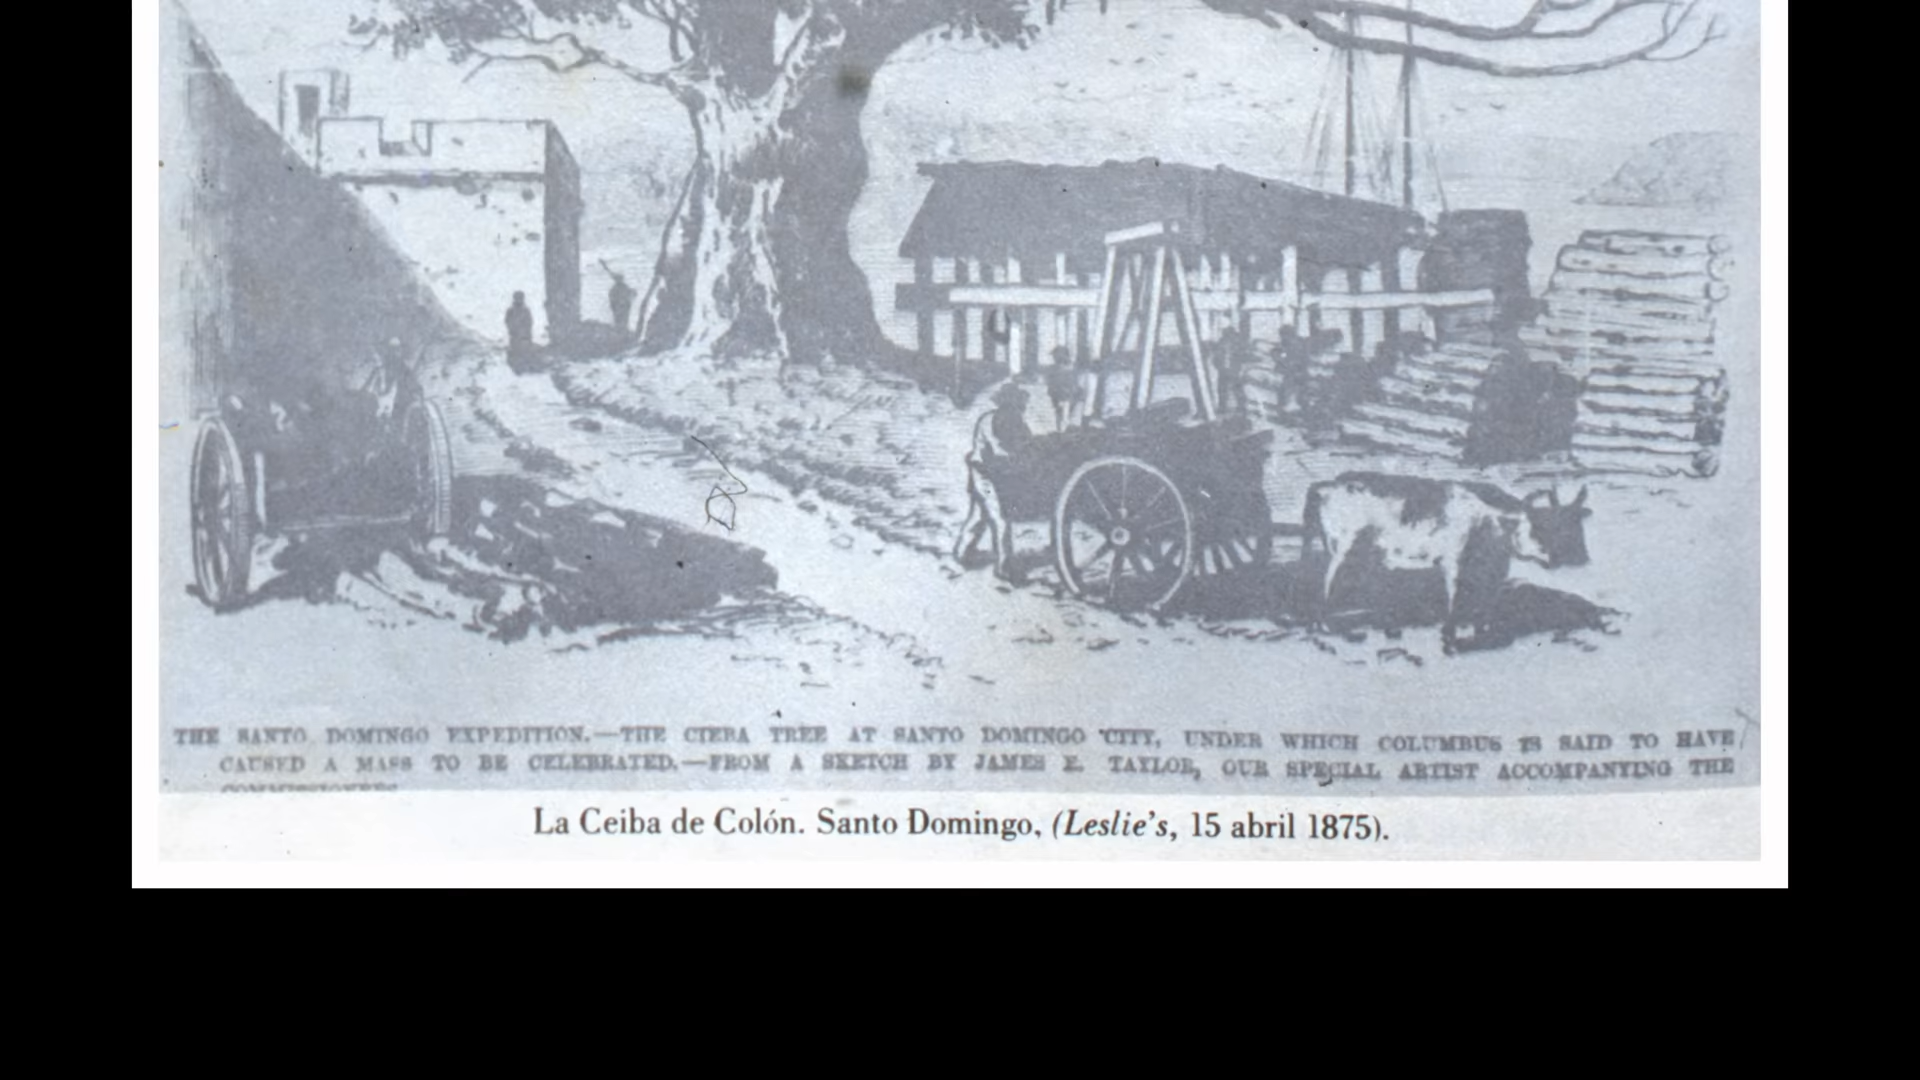 THE SANTO DOMINGO EXPEDITION.—THE CIEBA TREE AT SANTO DOMINGO CITY, UNDER WHICH COLUMBUS IS SAID TO HAVE
CAUSED A MASS TO BE CELEBRATED.—FROM A SKETCH BY JAMES E. TAYLOR, OUR SPECIAL ARTIST ACCOMPANYING THE
La Ceiba de Colón. Santo Domingo, (Leslie's, 15 abril 1875).